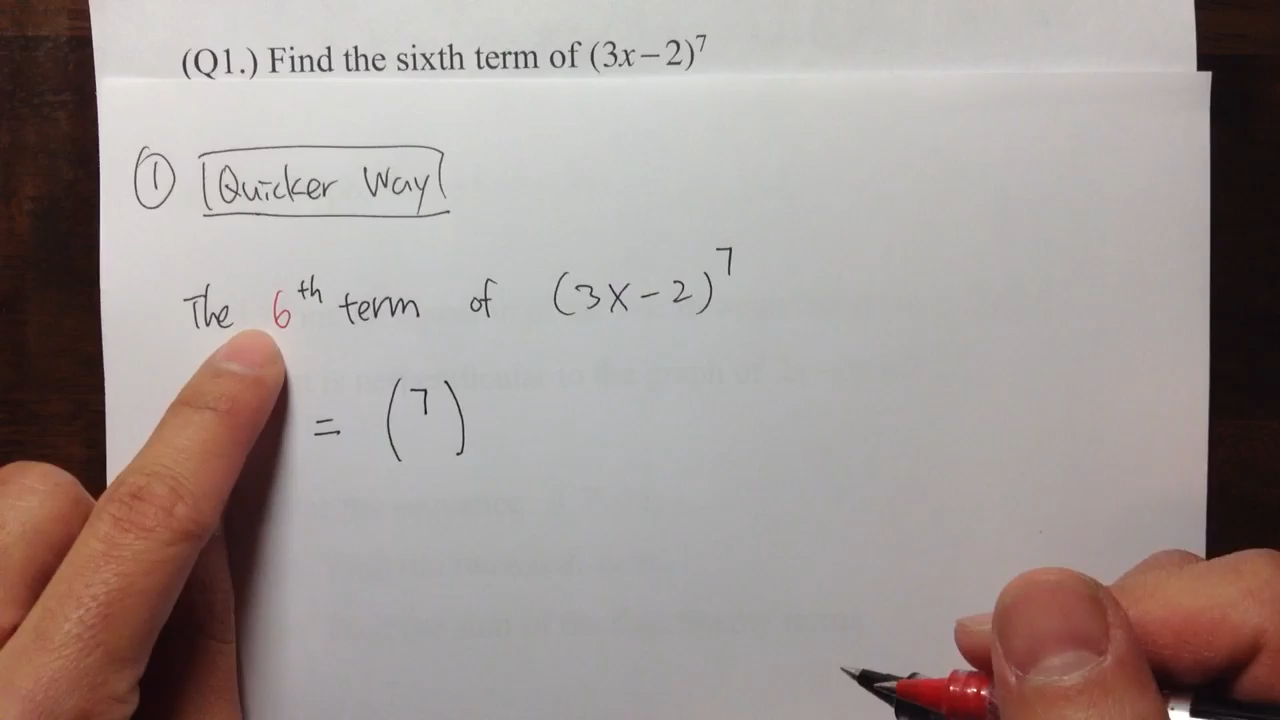 (Q1.) Find the sixth term of (3x−2)⁷
① Quicker Way
The 6th term of (3x-2)⁷
= (7)